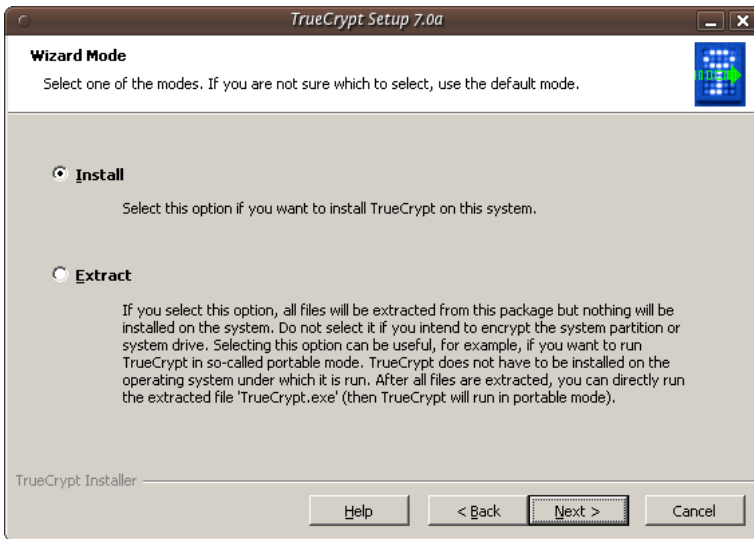 TrueCrypt Setup 7.0a
Wizard Mode
Select one of the modes. If you are not sure which to select, use the default mode.
Install
Select this option if you want to install TrueCrypt on this system.
Extract
If you select this option, all files will be extracted from this package but nothing will be
installed on the system. Do not select it if you intend to encrypt the system partition or
system drive. Selecting this option can be useful, for example, if you want to run
TrueCrypt in so-called portable mode. TrueCrypt does not have to be installed on the
operating system under which it is run. After all files are extracted, you can directly run
the extracted file 'TrueCrypt.exe' (then TrueCrypt will run in portable mode).
TrueCrypt Installer
Help < Back Next > Cancel